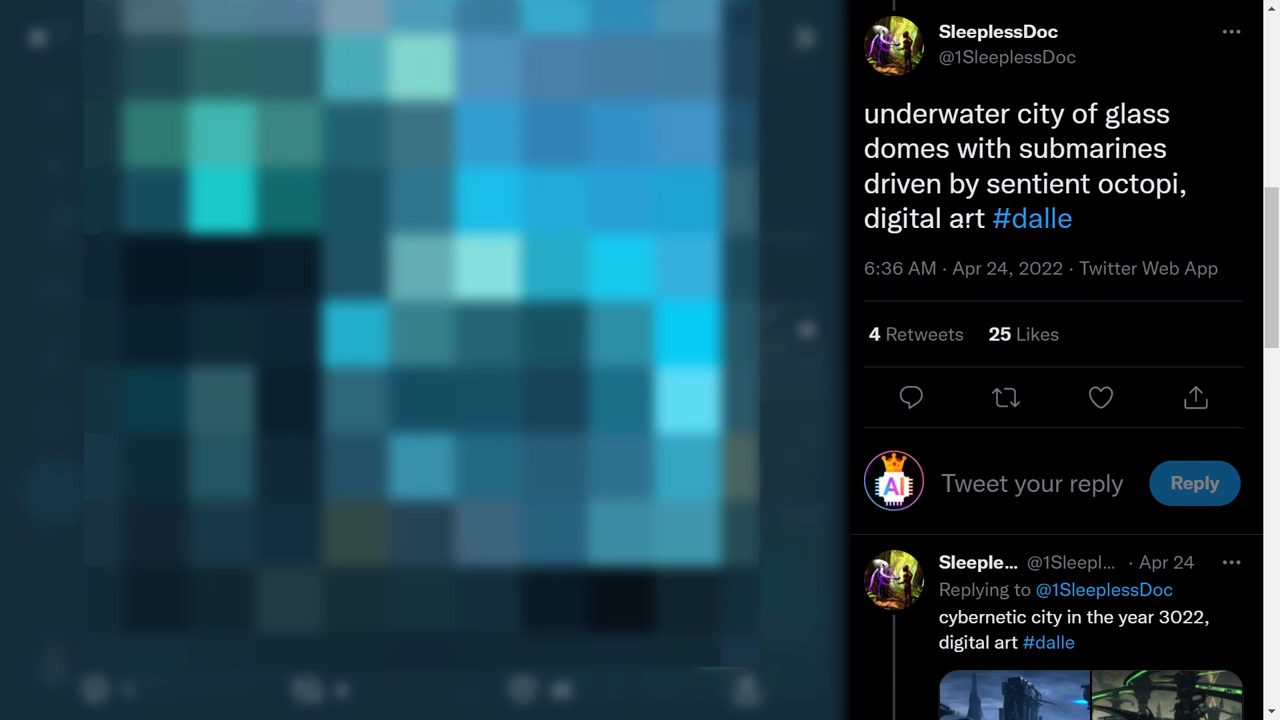 SleeplessDoc
@1SleeplessDoc
underwater city of glass
domes with submarines
driven by sentient octopi,
digital art #dalle
6:36 AM · Apr 24, 2022 · Twitter Web App
4 Retweets 25 Likes
AI
Tweet your reply
Reply
Sleeple... @1Sleepl... · Apr 24
Replying to @1SleeplessDoc
cybernetic city in the year 3022,
digital art #dalle